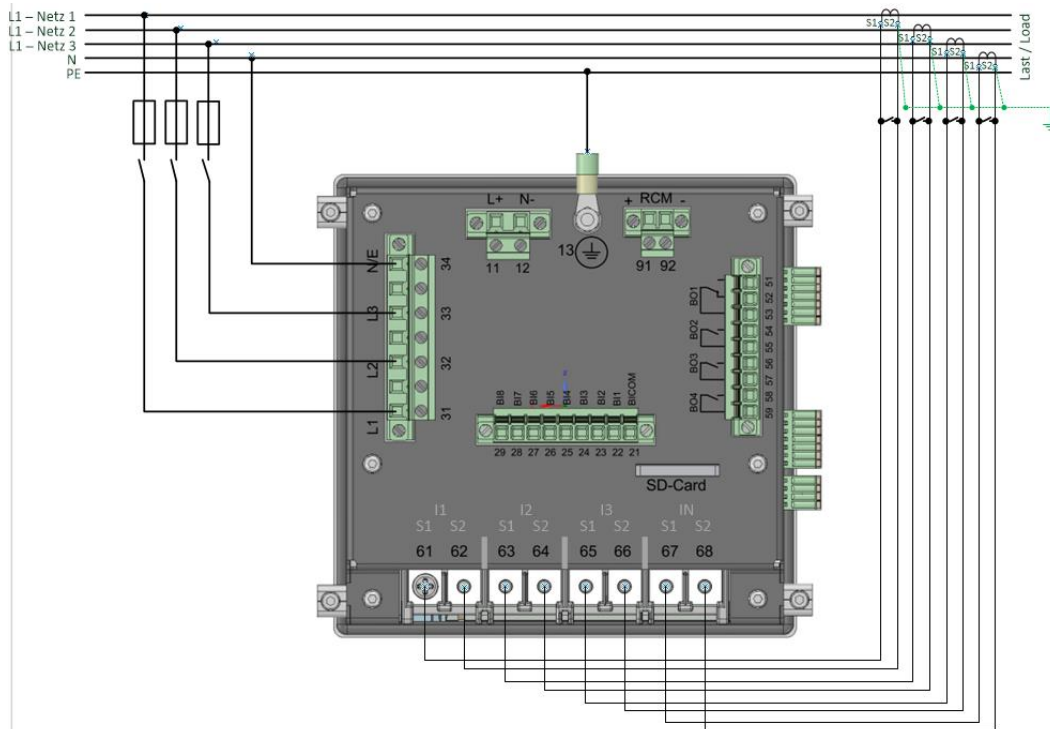 L1 – Netz 1
L1 – Netz 2
L1 – Netz 3
N
PE
S1 S2
S1 S2
S1 S2
S1 S2
Last / Load
L+ N-
11 12
13
+ RCM -
91 92
N/E 34
L3 33
L2 32
L1 31
BO1
BO2
BO3
BO4
51
52
53
54
55
56
57
58
59
BI8 BI7 BI6 BI5 BI4 BI3 BI2 BI1 BICOM
29 28 27 26 25 24 23 22 21
SD-Card
I1 I2 I3 IN
S1 S2 S1 S2 S1 S2 S1 S2
61 62 63 64 65 66 67 68